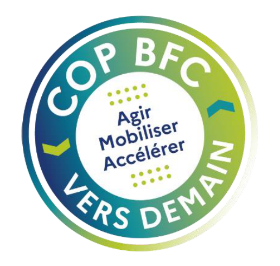 COP BFC
Agir
Mobiliser
Accélérer
VERS DEMAIN